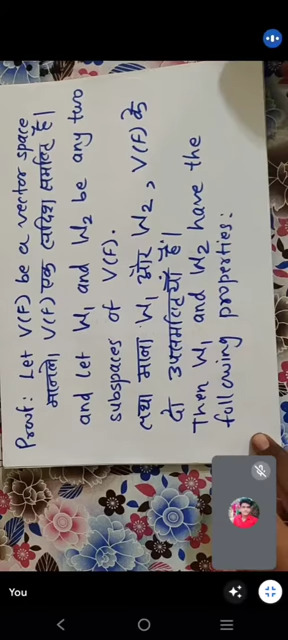 Proof: Let V(F) be a vector space
मानलो V(F) एक सदिश समष्टि है।
and let W₁ and W₂ be any two
subspaces of V(F).
तथा माना W₁ और W₂, V(F) के
दो उपसमष्टियाँ हैं।
Then W₁ and W₂ have the
following properties:
You